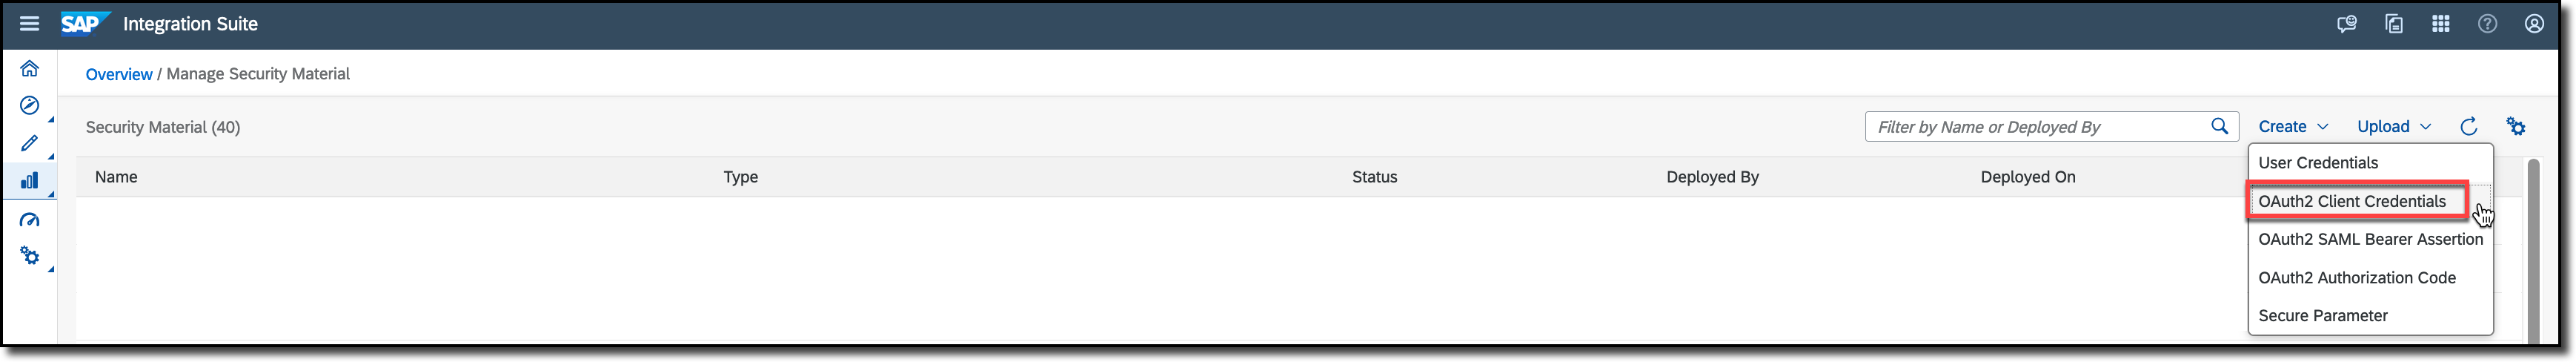 SAP Integration Suite
Overview / Manage Security Material
Security Material (40)
Filter by Name or Deployed By
Create
Upload
Name
Type
Status
Deployed By
Deployed On
User Credentials
OAuth2 Client Credentials
OAuth2 SAML Bearer Assertion
OAuth2 Authorization Code
Secure Parameter